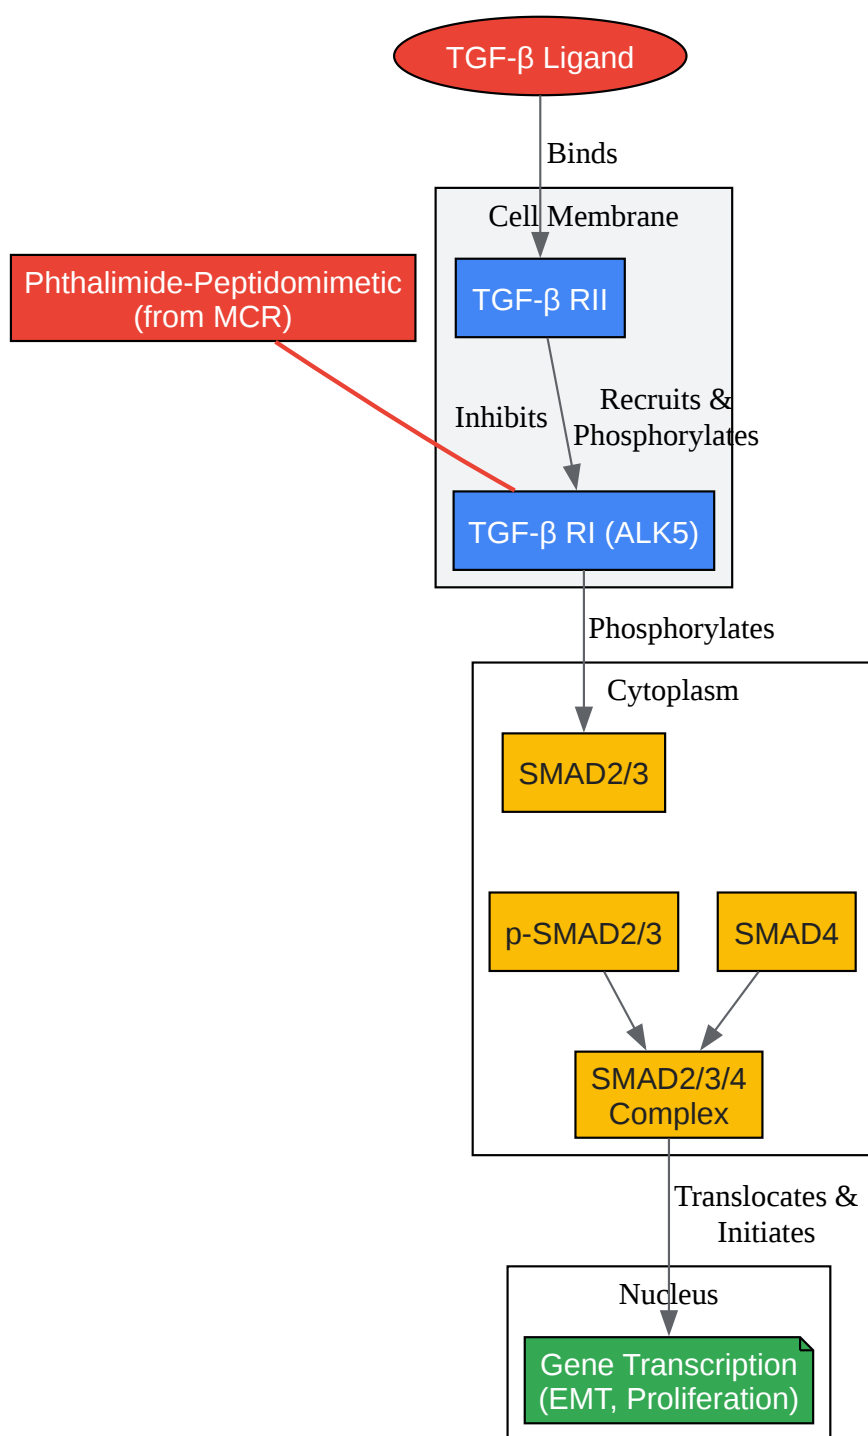 TGF-β Ligand
Binds
Cell Membrane
Phthalimide-Peptidomimetic
(from MCR)
TGF-β RII
Inhibits
Recruits &
Phosphorylates
TGF-β RI (ALK5)
Phosphorylates
Cytoplasm
SMAD2/3
p-SMAD2/3
SMAD4
SMAD2/3/4
Complex
Translocates &
Initiates
Nucleus
Gene Transcription
(EMT, Proliferation)